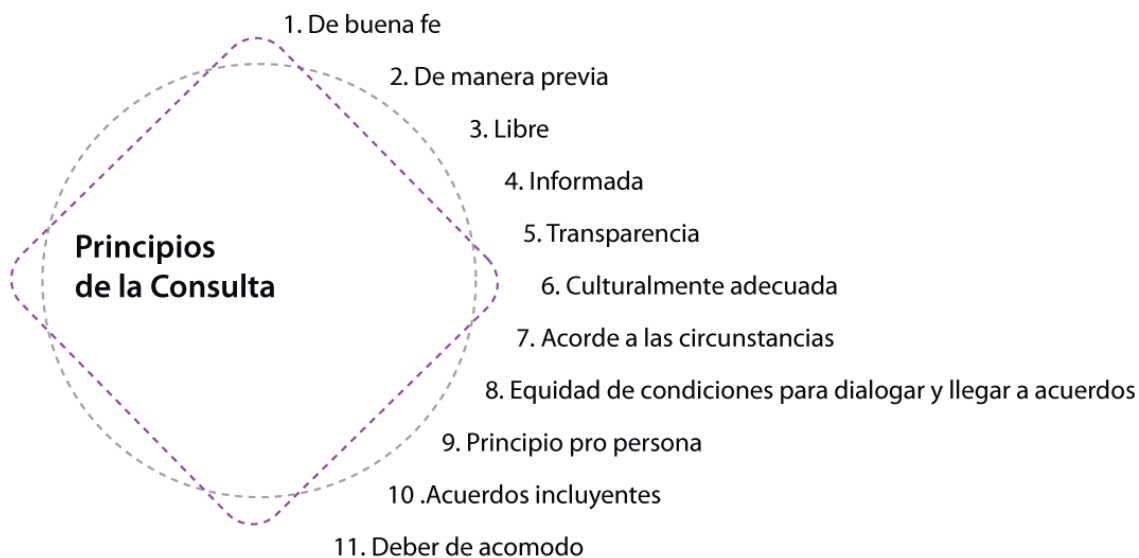 1. De buena fe
2. De manera previa
3. Libre
4. Informada
5. Transparencia
Principios
de la Consulta
6. Culturalmente adecuada
7. Acorde a las circunstancias
8. Equidad de condiciones para dialogar y llegar a acuerdos
9. Principio pro persona
10 .Acuerdos incluyentes
11. Deber de acomodo